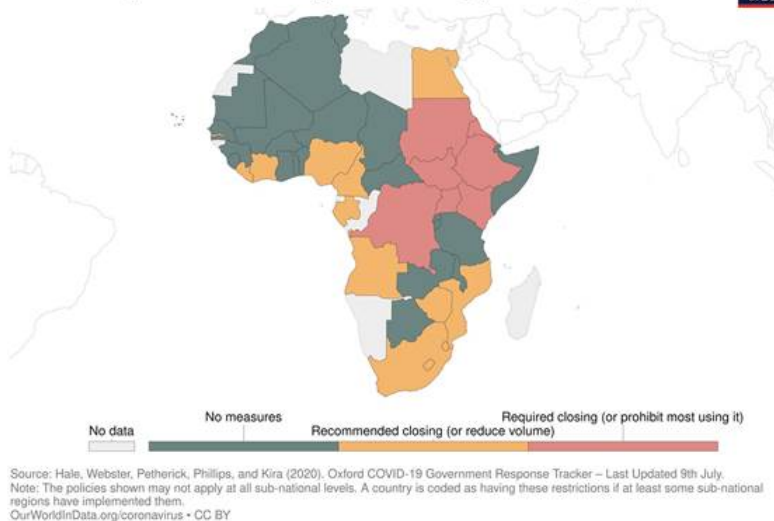 No data
No measures
Recommended closing (or reduce volume)
Required closing (or prohibit most using it)
Source: Hale, Webster, Petherick, Phillips, and Kira (2020). Oxford COVID-19 Government Response Tracker – Last Updated 9th July.
Note: The policies shown may not apply at all sub-national levels. A country is coded as having these restrictions if at least some sub-national
regions have implemented them.
OurWorldInData.org/coronavirus • CC BY